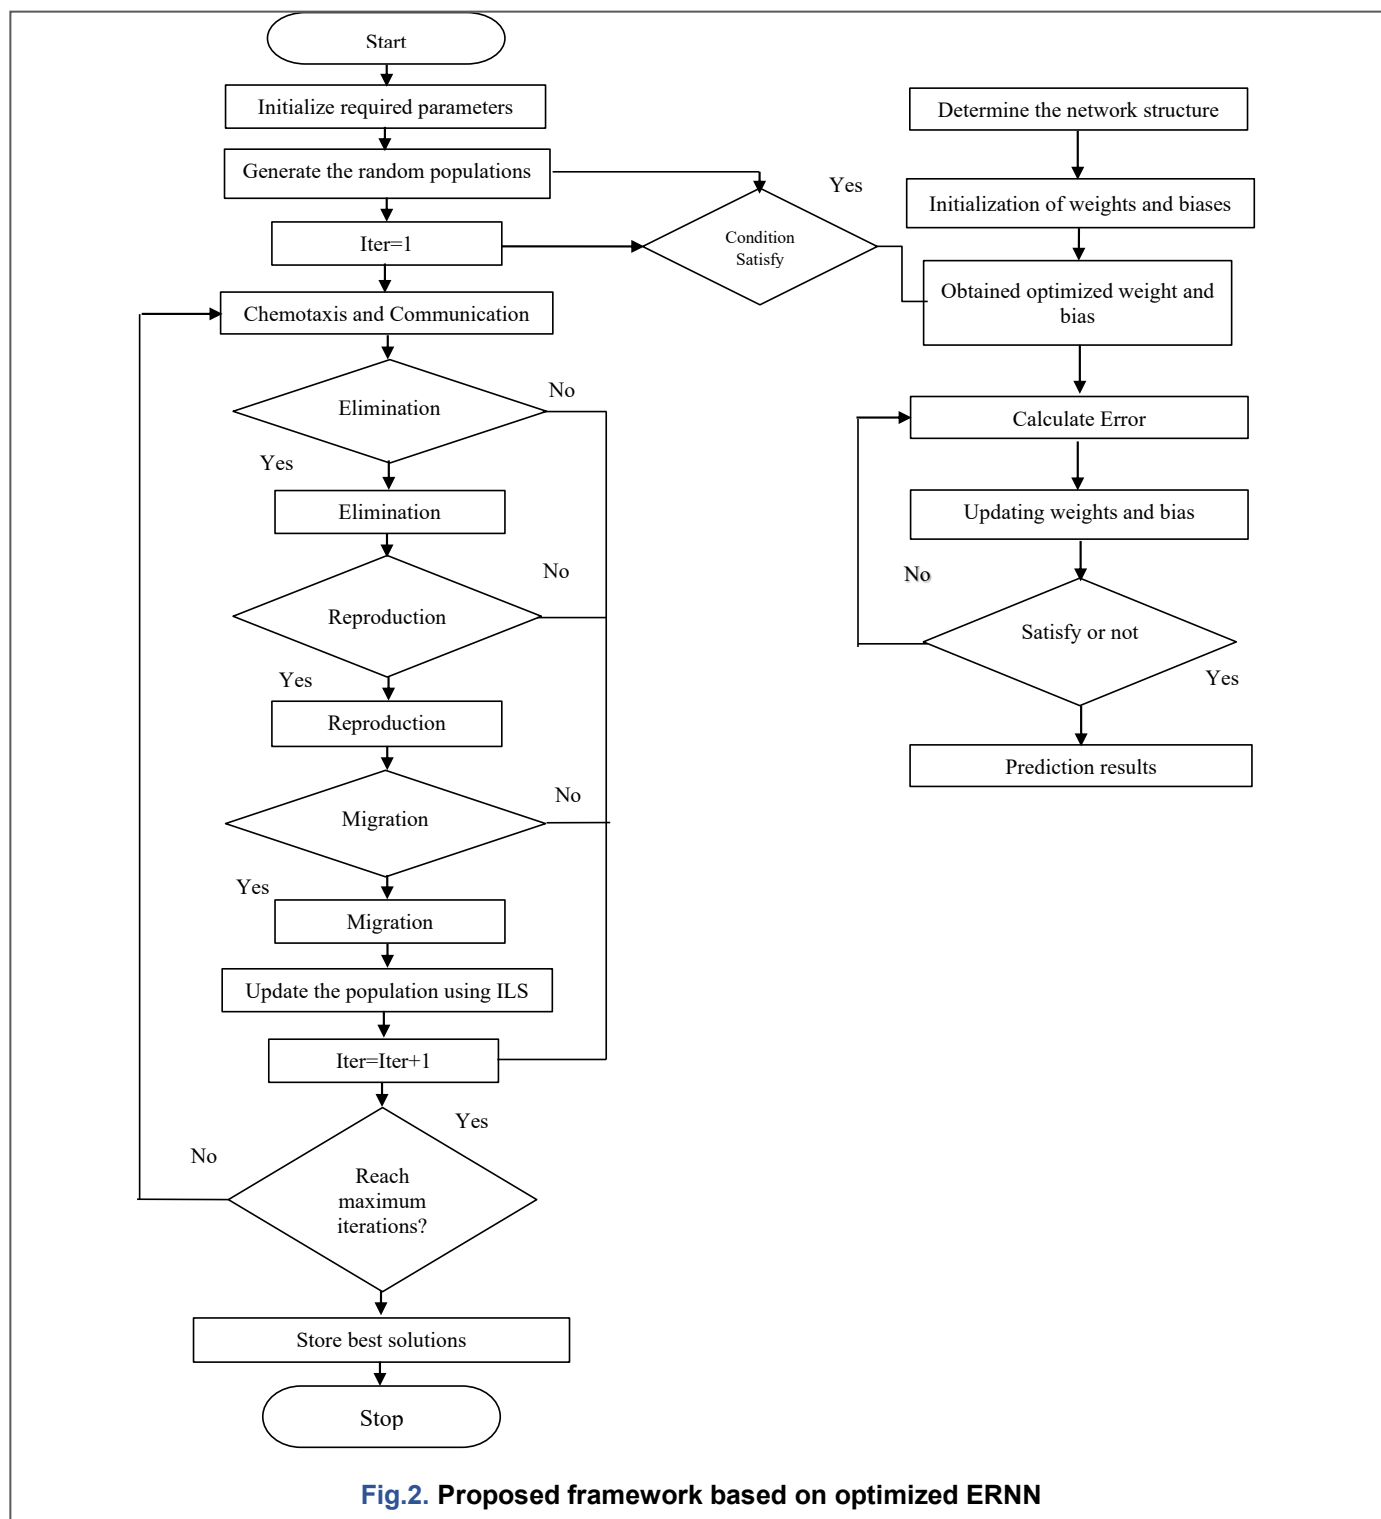 Start
Initialize required parameters
Generate the random populations
Iter=1
Chemotaxis and Communication
Elimination
No
Yes
Elimination
Reproduction
No
Yes
Reproduction
Migration
No
Yes
Migration
Update the population using ILS
Iter=Iter+1
Yes
No
Reach
maximum
iterations?
Store best solutions
Stop
Condition
Satisfy
Yes
Determine the network structure
Initialization of weights and biases
Obtained optimized weight and
bias
Calculate Error
Updating weights and bias
No
Satisfy or not
Yes
Prediction results
Fig.2. Proposed framework based on optimized ERNN